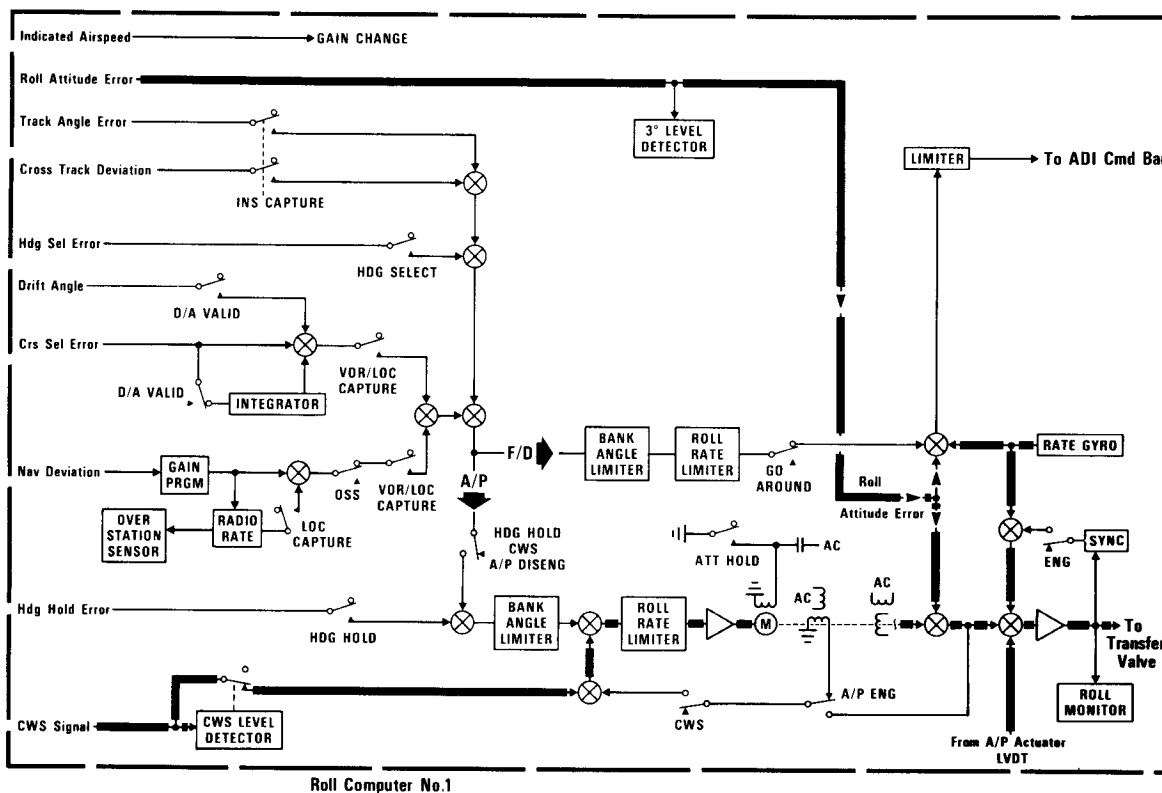 Indicated Airspeed
GAIN CHANGE
Roll Attitude Error
Track Angle Error
3° LEVEL
DETECTOR
LIMITER
To ADI Cmd Ba
Cross Track Deviation
INS CAPTURE
Hdg Sel Error
HDG SELECT
Drift Angle
D/A VALID
Crs Sel Error
VOR/LOC
CAPTURE
D/A VALID
INTEGRATOR
F/D
BANK
ANGLE
LIMITER
ROLL
RATE
LIMITER
GO
AROUND
RATE GYRO
Nav Deviation
GAIN
PRGM
OSS
VOR/LOC
CAPTURE
A/P
Roll
Attitude Error
OVER
STATION
SENSOR
RADIO
RATE
LOC
CAPTURE
HDG HOLD
CWS
A/P DISENG
ATT HOLD
AC
ENG
SYNC
Hdg Hold Error
HDG HOLD
BANK
ANGLE
LIMITER
ROLL
RATE
LIMITER
M
AC
AC
To
Transfer
Valve
CWS Signal
CWS LEVEL
DETECTOR
CWS
A/P ENG
ROLL
MONITOR
From A/P Actuator
LVDT
Roll Computer No.1